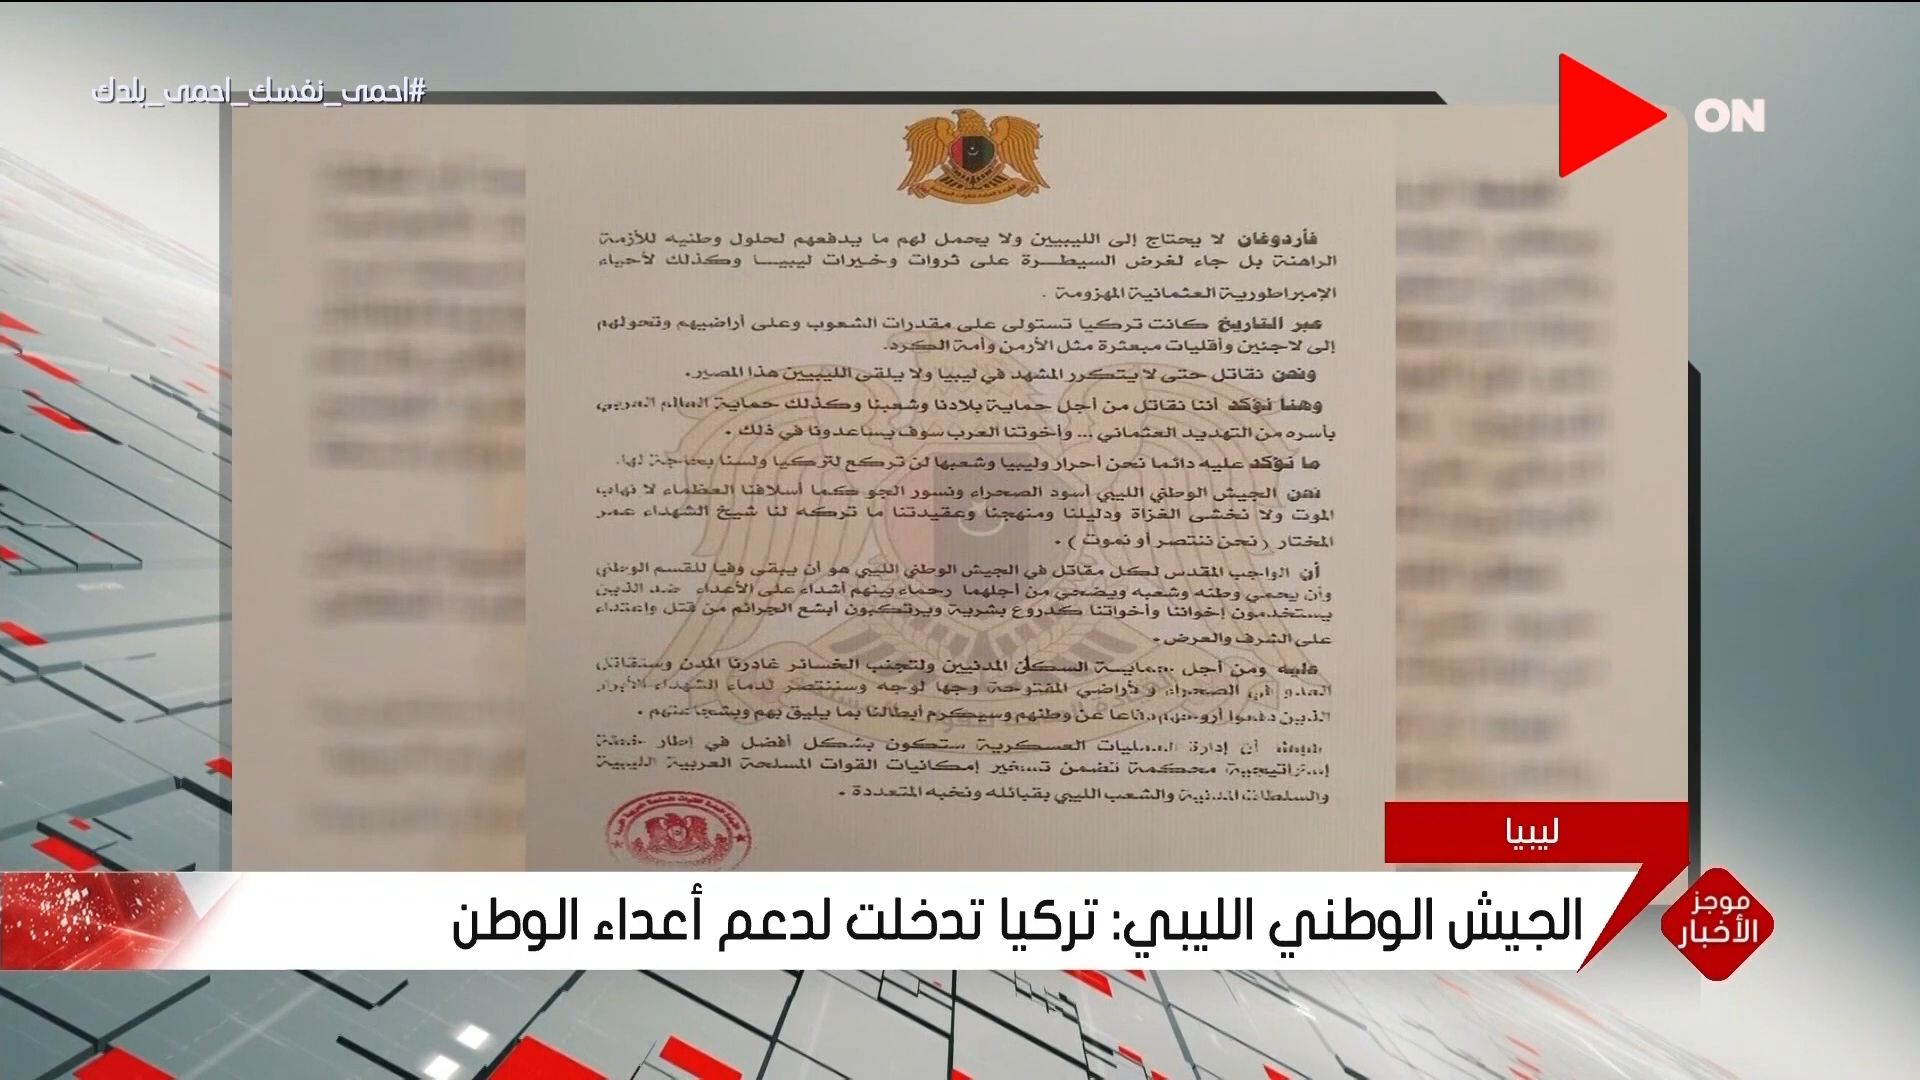 #احمى_نفسك_احمى_بلدك
ON
فأردوغان لا يحتاج إلى الليبيين ولا يحمل لهم ما يدفعهم لحلول وطنيه للأزمة
الراهنة بل جاء لغرض السيطرة على ثروات وخيرات ليبيا وكذلك لأحياء
الإمبراطورية العثمانية المهزومة .
عبر التاريخ كانت تركيا تستولى على مقدرات الشعوب وعلى أراضيهم وتحولهم
إلى لاجئين وأقليات مبعثرة مثل الأرمن وأمة الكرد.
ونحن نقاتل حتى لا يتكرر المشهد في ليبيا ولا يلقى الليبيين هذا المصير.
وهنا نؤكد أننا نقاتل من أجل حماية بلادنا وشعبنا وكذلك حماية العالم العربي
بأسره من التهديد العثماني ... وأخوتنا العرب سوف يساعدونا في ذلك .
ما نؤكد عليه دائما نحن أحرار وليبيا وشعبها لن تركع لتركيا ولسنا بحاجة لها.
نحن الجيش الوطني الليبي أسود الصحراء ونسور الجو كما أسلافنا العظماء لا نهاب
الموت ولا نخشى الغزاة ودليلنا ومنهجنا وعقيدتنا ما تركه لنا شيخ الشهداء عمر
المختار ( نحن ننتصر أو نموت ) .
أن الواجب المقدس لكل مقاتل في الجيش الوطني الليبي هو أن يبقى وفيا للقسم الوطني
وأن يحمي وطنه وشعبه ويضحي من أجلهما رحماء بينهم أشداء على الأعداء ضد الذين
يستخدمون إخواننا وأخواتنا كدروع بشرية ويرتكبون أبشع الجرائم من قتل واعتداء
على الشرف والعرض .
عليه ومن أجل حماية السكان المدنيين ولتجنب الخسائر غادرنا المدن وسنقاتل
العدو في الصحراء والأراضي المفتوحة وجها لوجه وسننتصر لدماء الشهداء الأبرار
الذين دفعوا أرواحهم دفاعا عن وطنهم وسيكرم أبطالنا بما يليق بهم وبشجاعتهم .
أن إدارة العمليات العسكرية ستكون بشكل أفضل في إطار خطة
إستراتيجية محكمة تتضمن تسخير إمكانيات القوات المسلحة العربية الليبية
والسلطات المدنية والشعب الليبي بقبائله ونخبه المتعددة .
ليبيا
الجيش الوطني الليبي: تركيا تدخلت لدعم أعداء الوطن
موجز
الأخبار